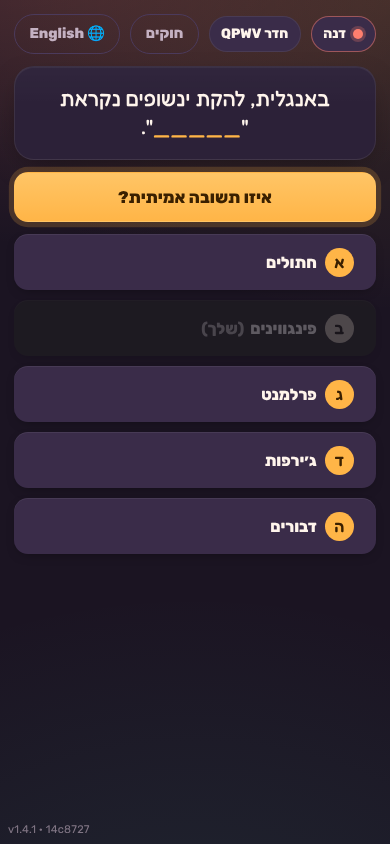 דנה
חדר QPWV
חוקים
English 🌐
באנגלית, להקת ינשופים נקראת
"_____".
איזו תשובה אמיתית?
א חתולים
ב פינגווינים (שלך)
ג פרלמנט
ד ג׳ירפות
ה דבורים
v1.4.1 • 14c8727